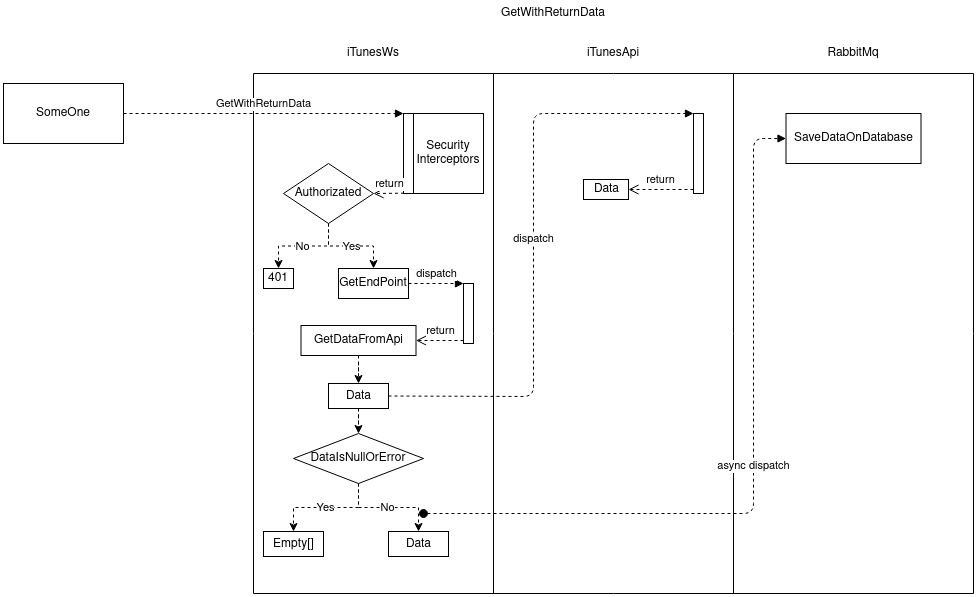 GetWithReturnData
iTunesWs
iTunesApi
RabbitMq
SomeOne
GetWithReturnData
Security
Interceptors
SaveDataOnDatabase
Authorizated
return
return
Data
dispatch
No
Yes
401
GetEndPoint
dispatch
return
GetDataFromApi
Data
DataIsNullOrError
async dispatch
Yes
No
Empty[]
Data